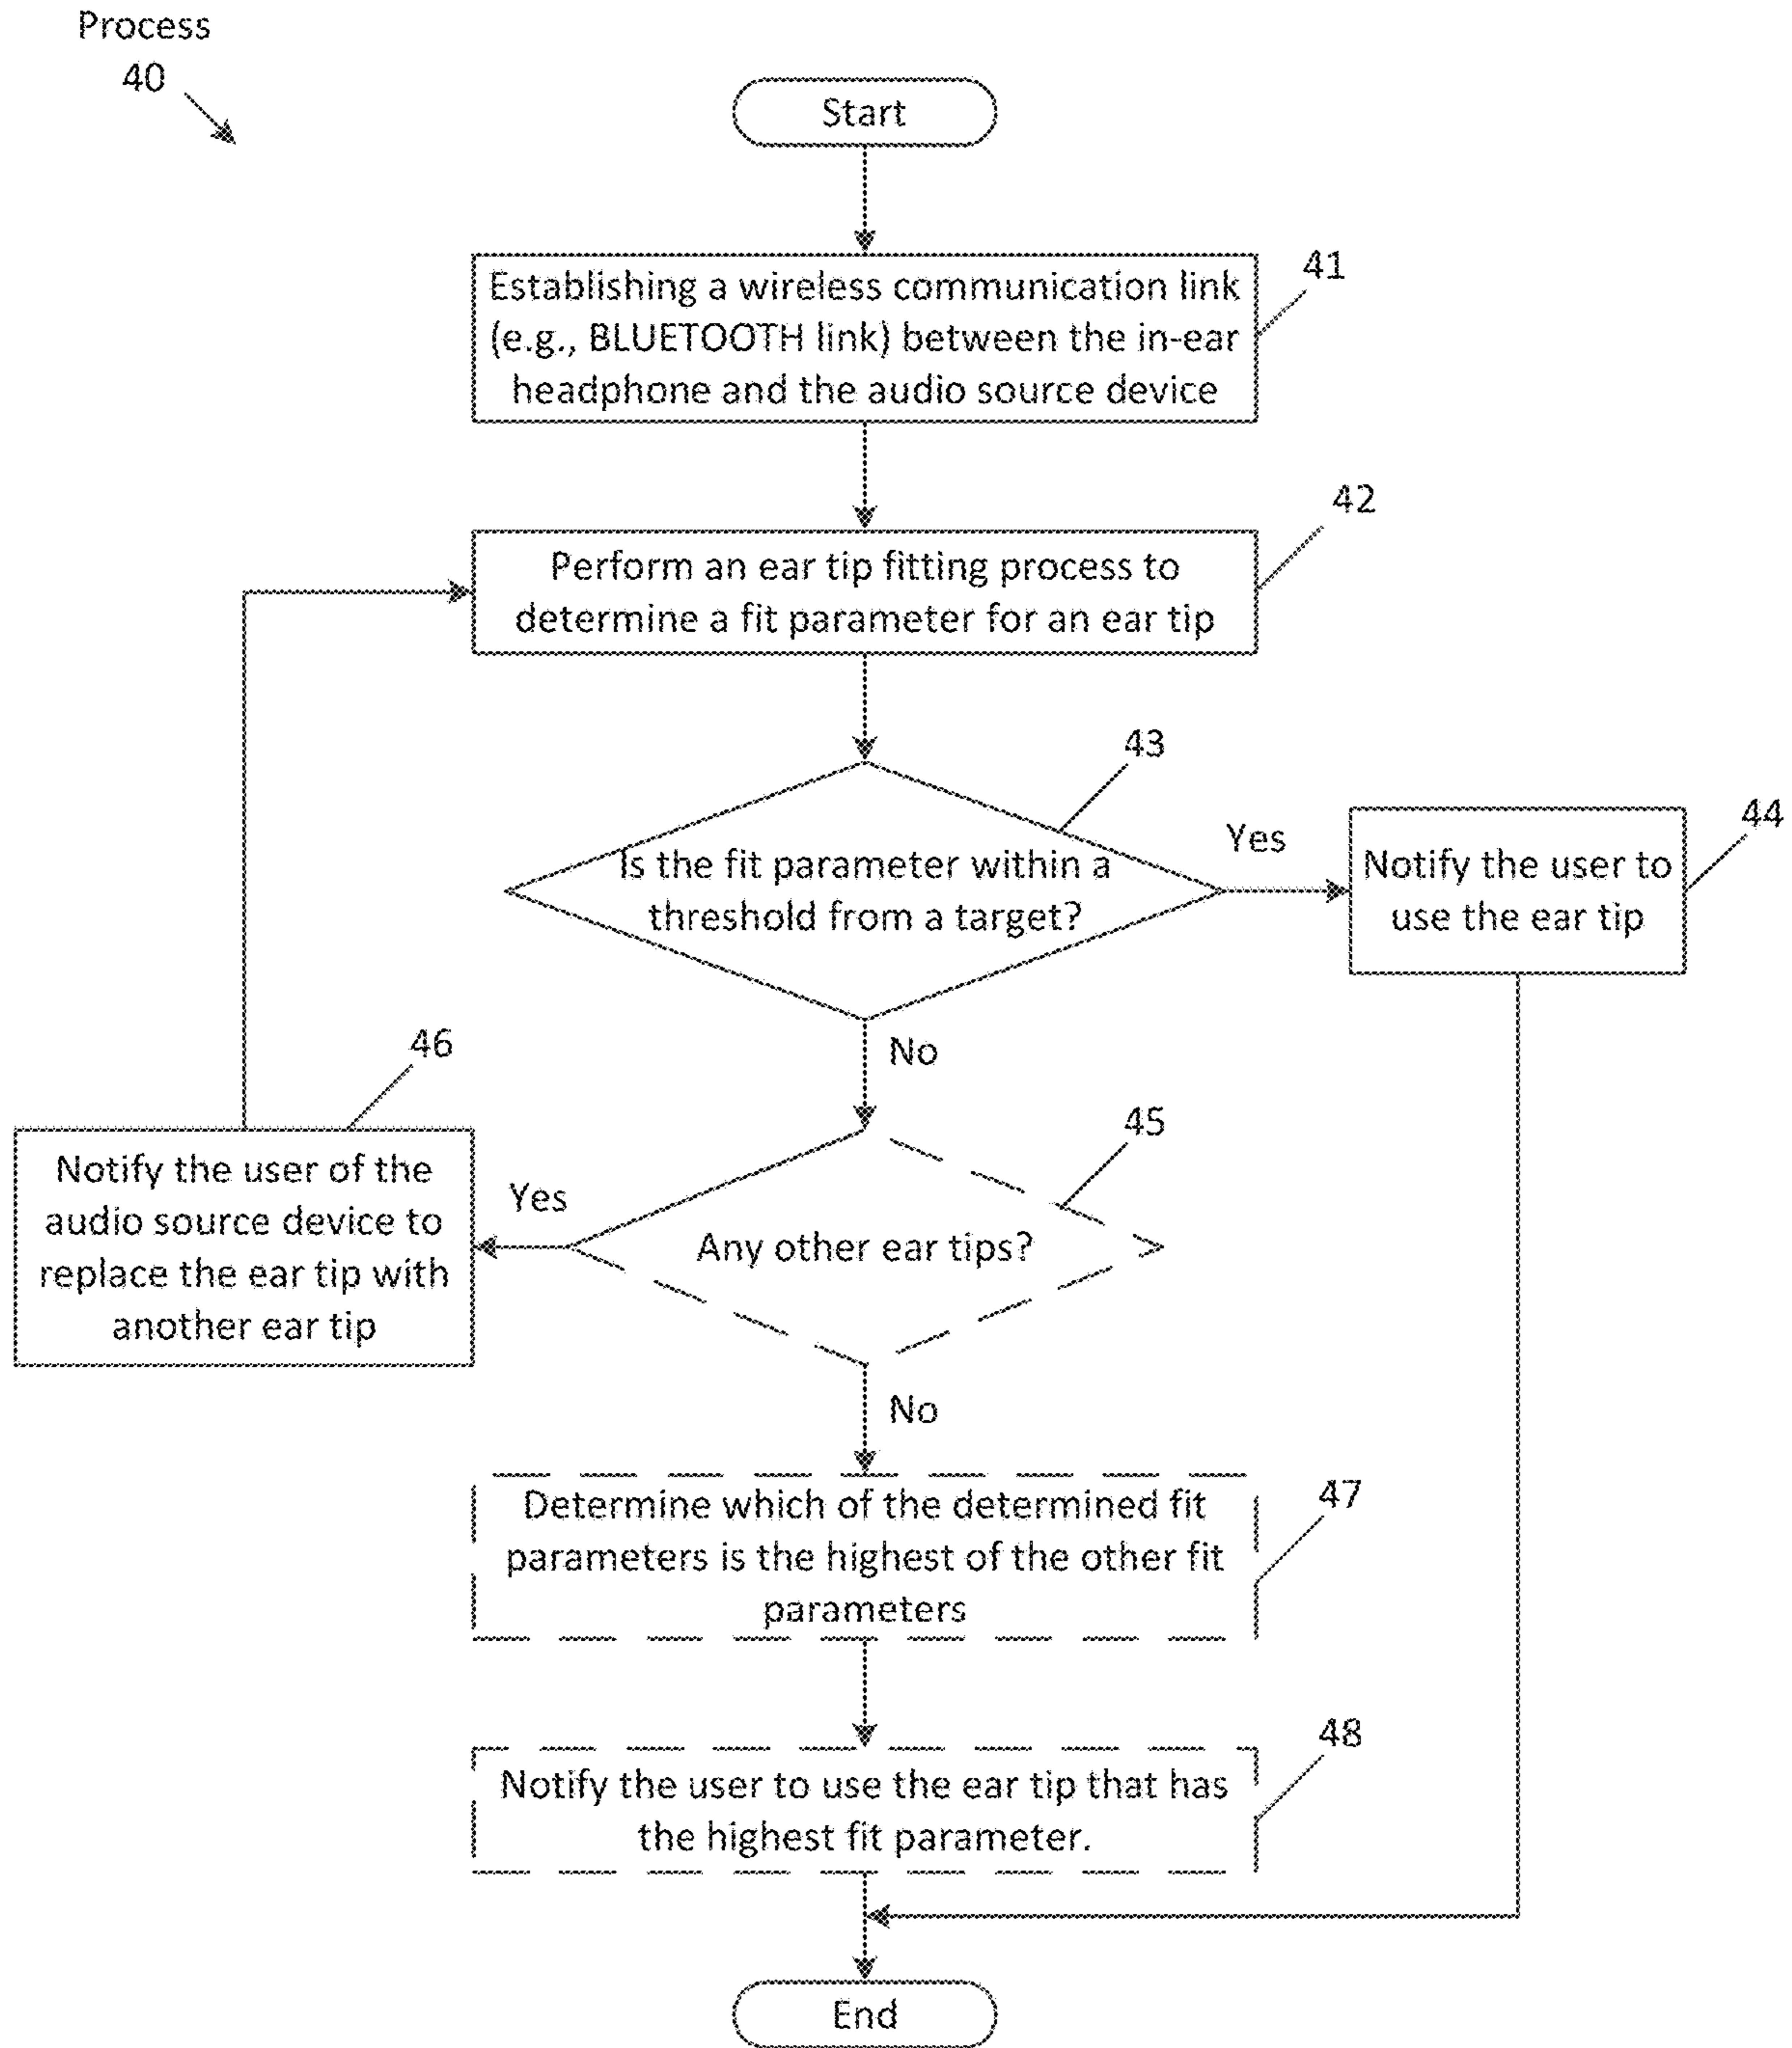 Process
40
Start
41
Establishing a wireless communication link
(e.g., BLUETOOTH link) between the in-ear
headphone and the audio source device
42
Perform an ear tip fitting process to
determine a fit parameter for an ear tip
43
Is the fit parameter within a
threshold from a target?
Yes
44
Notify the user to
use the ear tip
No
46
Notify the user of the
audio source device to
replace the ear tip with
another ear tip
Yes
45
Any other ear tips?
No
47
Determine which of the determined fit
parameters is the highest of the other fit
parameters
48
Notify the user to use the ear tip that has
the highest fit parameter.
End